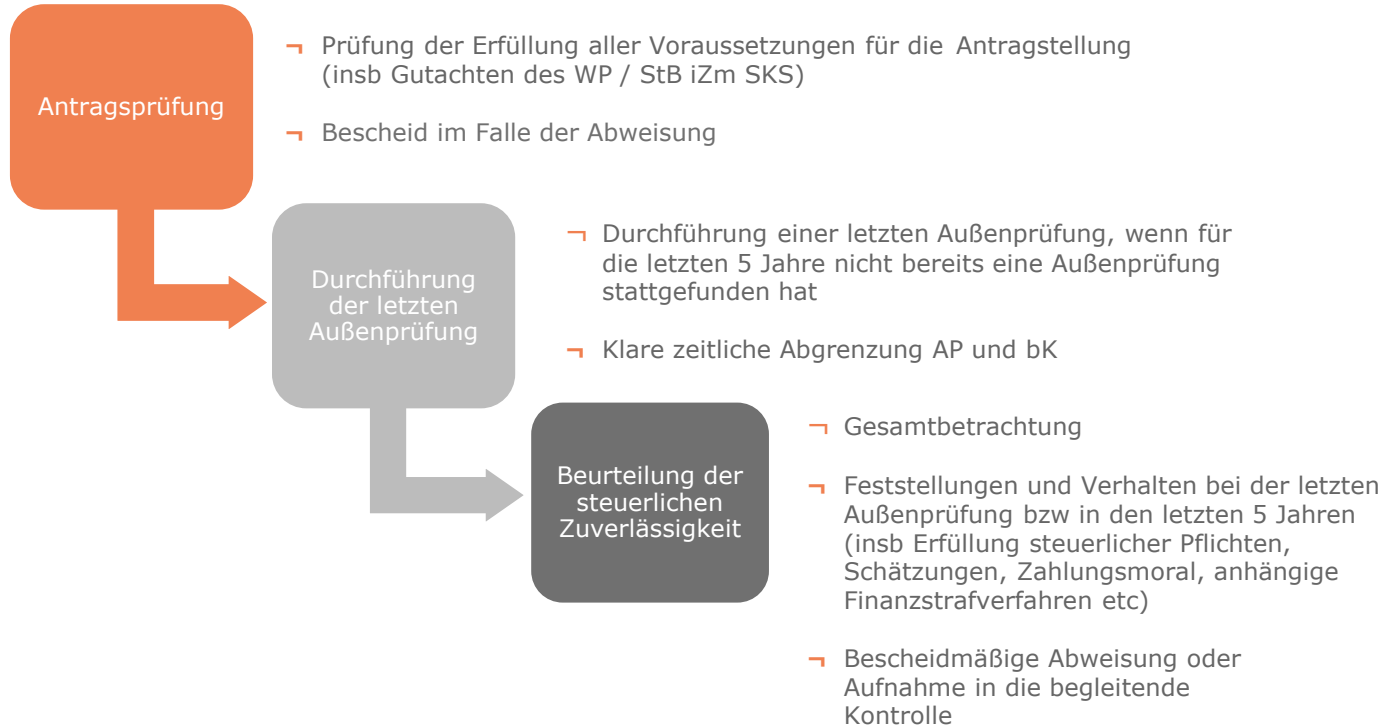 Antragsprüfung
¬ Prüfung der Erfüllung aller Voraussetzungen für die Antragstellung
(insb Gutachten des WP / StB iZm SKS)
¬ Bescheid im Falle der Abweisung
Durchführung
der letzten
Außenprüfung
¬ Durchführung einer letzten Außenprüfung, wenn für
die letzten 5 Jahre nicht bereits eine Außenprüfung
stattgefunden hat
¬ Klare zeitliche Abgrenzung AP und bK
Beurteilung der
steuerlichen
Zuverlässigkeit
¬ Gesamtbetrachtung
¬ Feststellungen und Verhalten bei der letzten
Außenprüfung bzw in den letzten 5 Jahren
(insb Erfüllung steuerlicher Pflichten,
Schätzungen, Zahlungsmoral, anhängige
Finanzstrafverfahren etc)
¬ Bescheidmäßige Abweisung oder
Aufnahme in die begleitende
Kontrolle